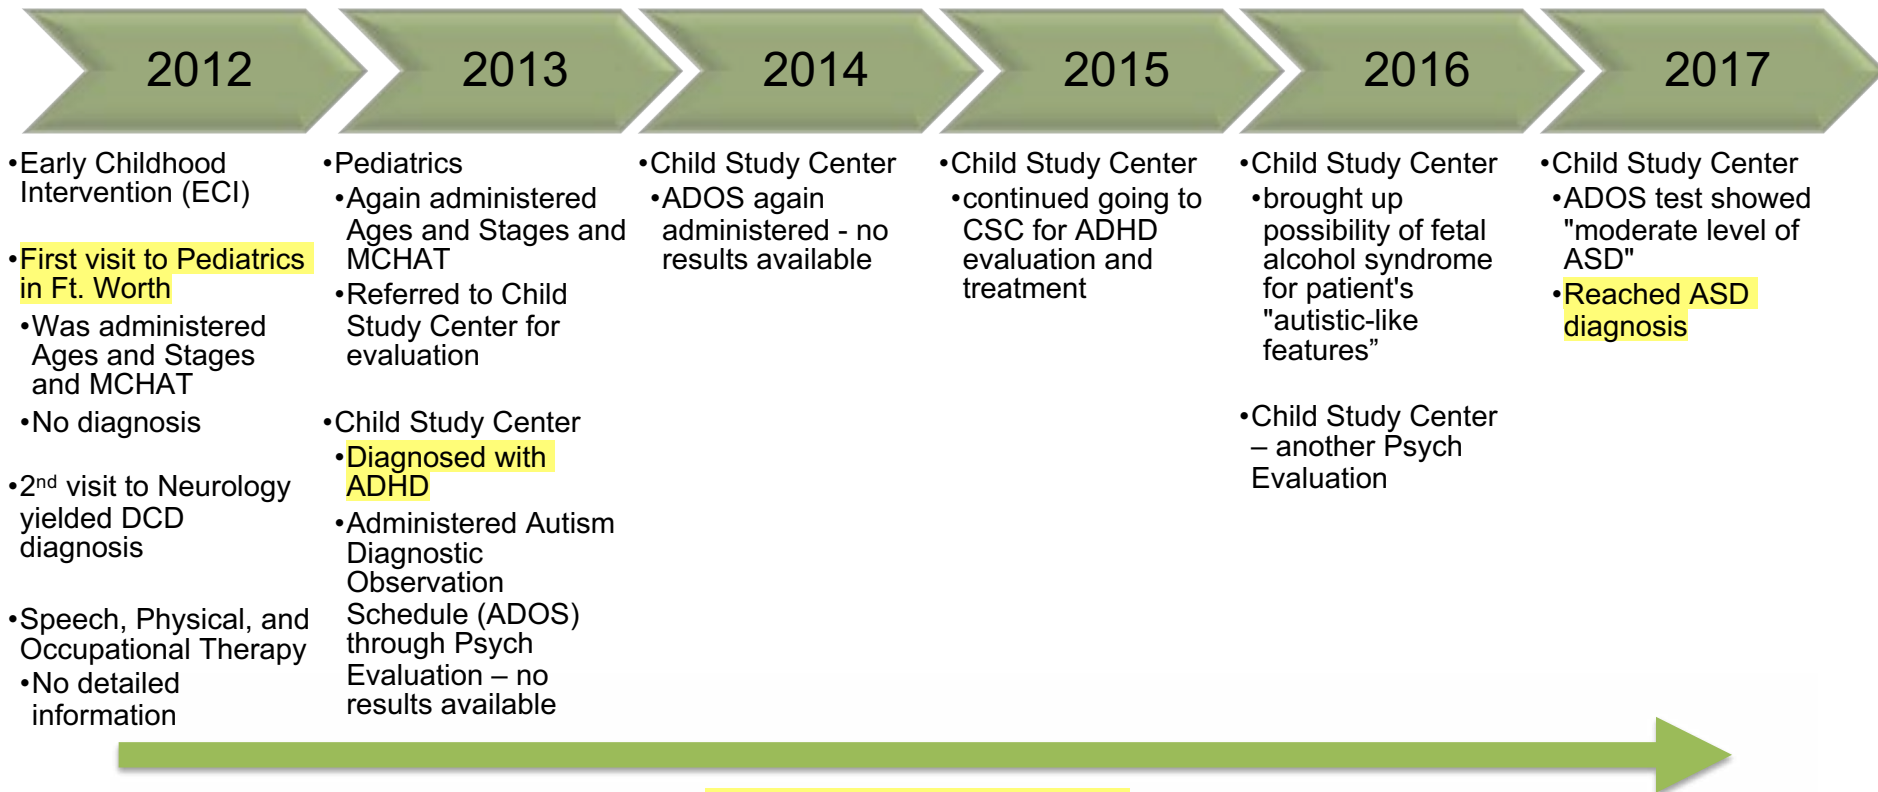 2012
2013
2014
2015
2016
2017
•Early Childhood
Intervention (ECI)
•First visit to Pediatrics
in Ft. Worth
•Was administered
Ages and Stages
and MCHAT
•No diagnosis
•2nd visit to Neurology
yielded DCD
diagnosis
•Speech, Physical, and
Occupational Therapy
•No detailed
information
•Pediatrics
•Again administered
Ages and Stages and
MCHAT
•Referred to Child
Study Center for
evaluation
•Child Study Center
•Diagnosed with
ADHD
•Administered Autism
Diagnostic
Observation
Schedule (ADOS)
through Psych
Evaluation – no
results available
•Child Study Center
•ADOS again
administered - no
results available
•Child Study Center
•continued going to
CSC for ADHD
evaluation and
treatment
•Child Study Center
•brought up
possibility of fetal
alcohol syndrome
for patient's
"autistic-like
features”
•Child Study Center
– another Psych
Evaluation
•Child Study Center
•ADOS test showed
"moderate level of
ASD"
•Reached ASD
diagnosis